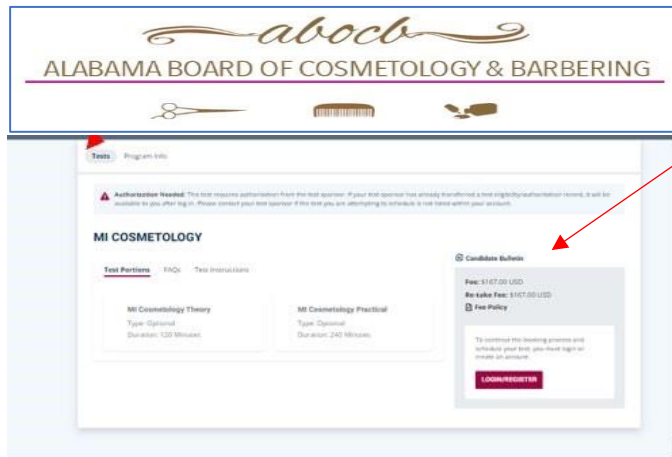 abocb
ALABAMA BOARD OF COSMETOLOGY & BARBERING
Tests Program Info
Authorization Needed: This test requires authorization from the test sponsor. If your test sponsor has already transferred a test eligibility/authorization record, it will be
available to you after log in. Please contact your test sponsor if the test you are attempting to schedule is not listed within your account.
MI COSMETOLOGY
Test Portions FAQs Test Instructions
MI Cosmetology Theory
Type: Optional
Duration: 120 Minutes
MI Cosmetology Practical
Type: Optional
Duration: 240 Minutes
Candidate Bulletin
Fee: $167.00 USD
Re-take Fee: $167.00 USD
Fee Policy
To continue the booking process and
schedule your test, you must login or
create an account.
LOGIN/REGISTER